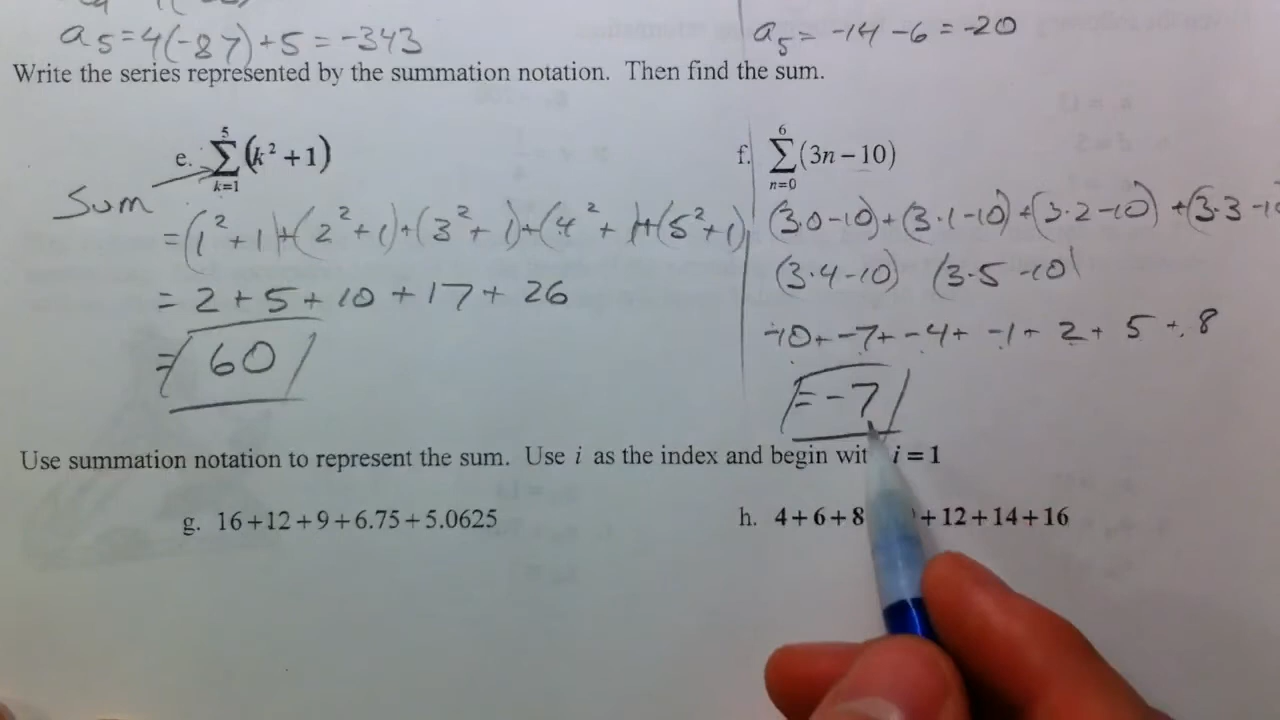 a₅ = 4(-87) + 5 = -343
a₅ = -14 - 6 = -20
Write the series represented by the summation notation. Then find the sum.
e. 5 ∑ k=1 (k² + 1)
Sum
= (1² + 1) + (2² + 1) + (3² + 1) + (4² + 1) + (5² + 1)
= 2 + 5 + 10 + 17 + 26
= 60
f. 6 ∑ n=0 (3n - 10)
(3·0 - 10) + (3·1 - 10) + (3·2 - 10) + (3·3 - 10
(3·4 - 10) (3·5 - 10)
-10 + -7 + -4 + -1 + 2 + 5 + 8
= -7
Use summation notation to represent the sum. Use i as the index and begin wit i = 1
g. 16 + 12 + 9 + 6.75 + 5.0625
h. 4 + 6 + 8 + 12 + 14 + 16